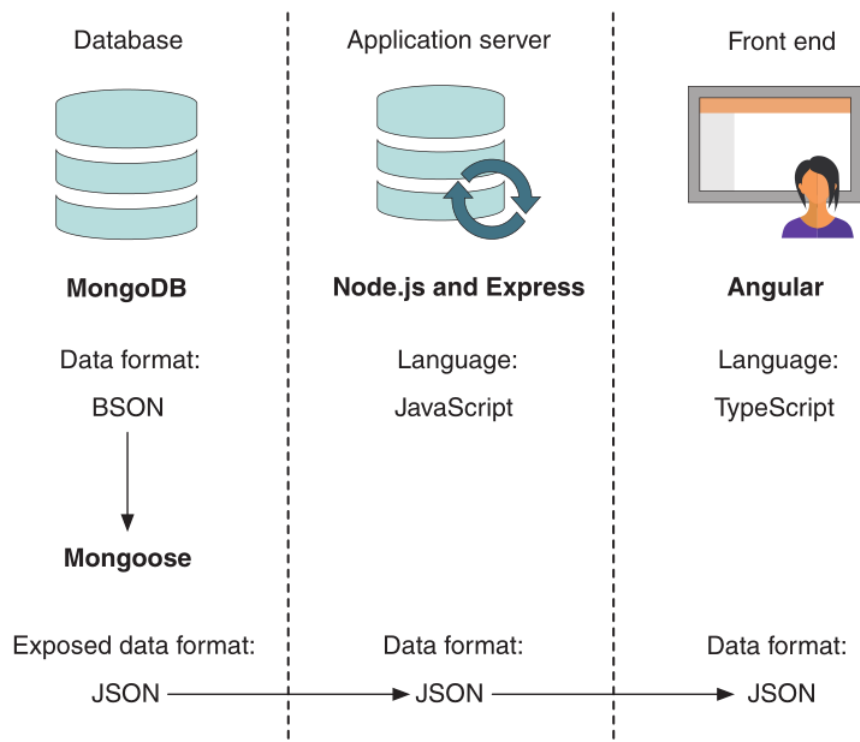 Database
Application server
Front end
MongoDB
Node.js and Express
Angular
Data format:
Language:
Language:
BSON
JavaScript
TypeScript
Mongoose
Exposed data format:
Data format:
Data format:
JSON
JSON
JSON